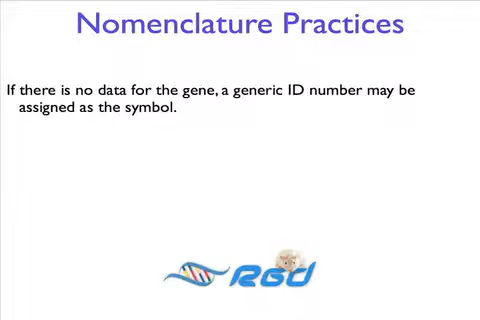 Nomenclature Practices
If there is no data for the gene, a generic ID number may be
assigned as the symbol.
RGD